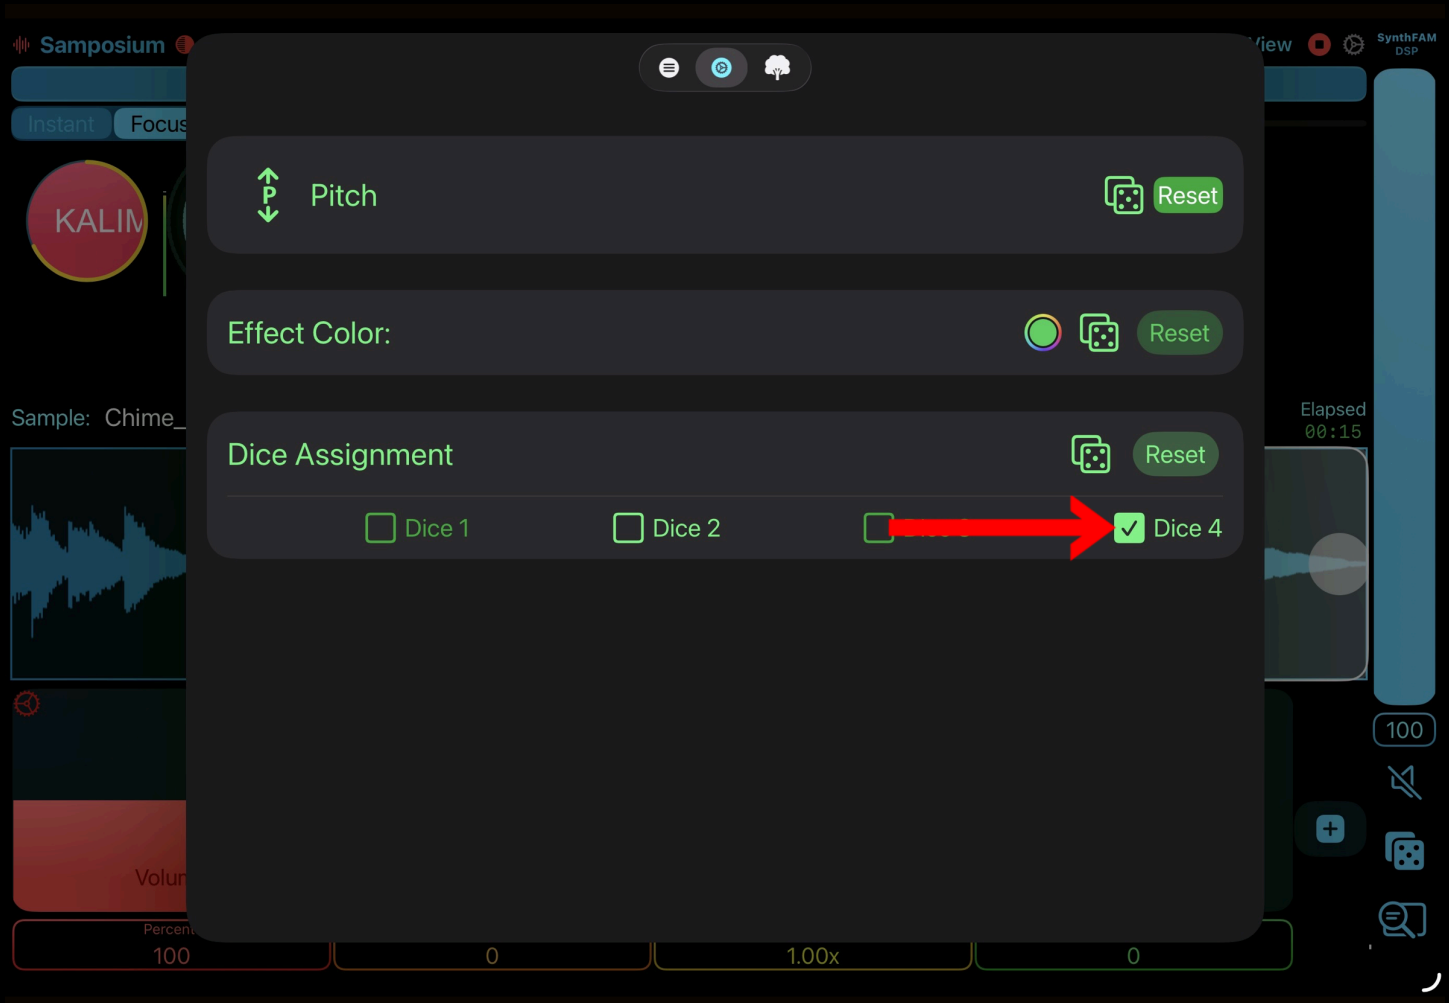 Samposium
View
SynthFAM
DSP
Instant
Focus
KALIM
P
Pitch
Reset
Effect Color:
Reset
Sample: Chime_
Elapsed
00:15
Dice Assignment
Reset
Dice 1
Dice 2
Dice 4
100
Volum
Percent
100
0
1.00x
0